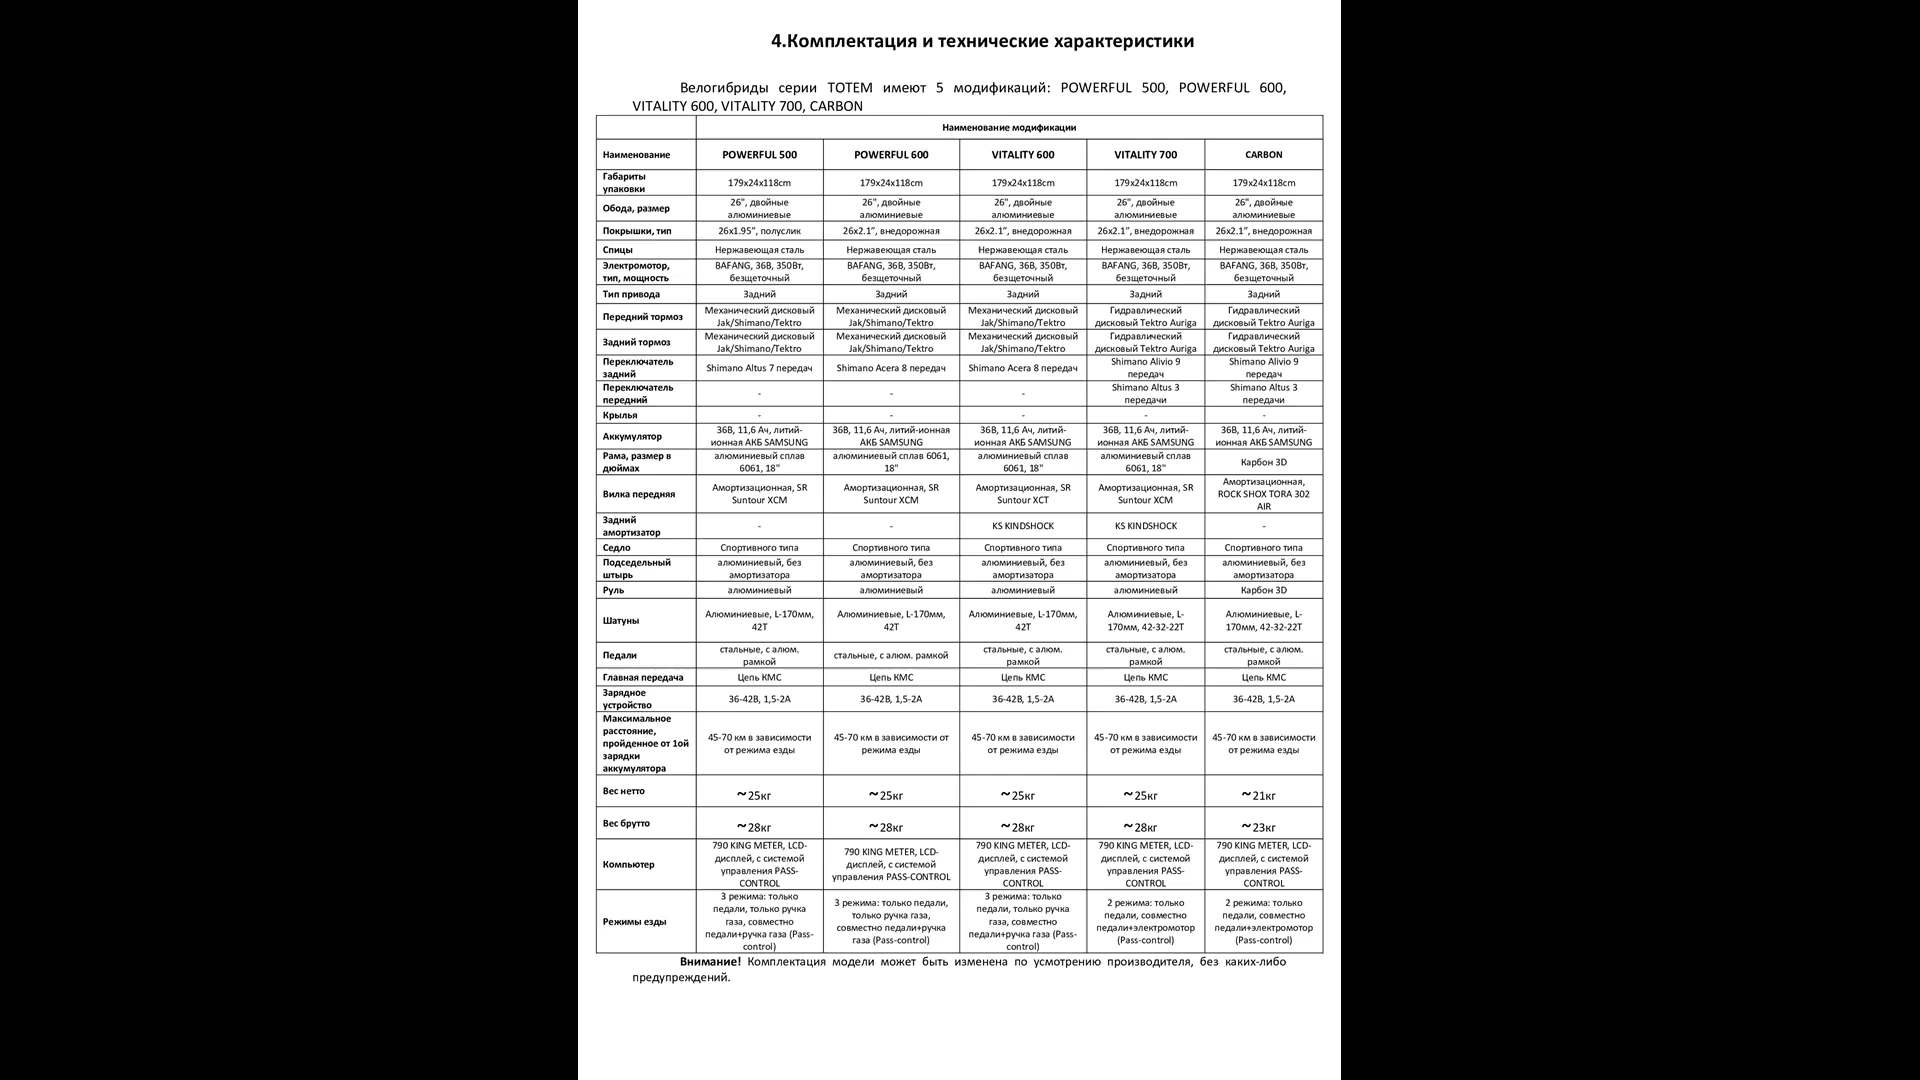 4.Комплектация и технические характеристики
Велогибриды серии TOTEM имеют 5 модификаций: POWERFUL 500, POWERFUL 600,
VITALITY 600, VITALITY 700, CARBON
Наименование модификации
Наименование POWERFUL 500 POWERFUL 600 VITALITY 600 VITALITY 700 CARBON
Габариты
упаковки 179x24x118cm 179x24x118cm 179x24x118cm 179x24x118cm 179x24x118cm
Обода, размер 26", двойные 26", двойные 26", двойные 26", двойные 26", двойные
алюминиевые алюминиевые алюминиевые алюминиевые алюминиевые
Покрышки, тип 26x1.95”, полуслик 26x2.1”, внедорожная 26x2.1”, внедорожная 26x2.1”, внедорожная 26x2.1”, внедорожная
Спицы Нержавеющая сталь Нержавеющая сталь Нержавеющая сталь Нержавеющая сталь Нержавеющая сталь
Электромотор, BAFANG, 36В, 350Вт, BAFANG, 36В, 350Вт, BAFANG, 36В, 350Вт, BAFANG, 36В, 350Вт, BAFANG, 36В, 350Вт,
тип, мощность безщеточный безщеточный безщеточный безщеточный безщеточный
Тип привода Задний Задний Задний Задний Задний
Передний тормоз Механический дисковый Механический дисковый Механический дисковый Гидравлический Гидравлический
Jak/Shimano/Tektro Jak/Shimano/Tektro Jak/Shimano/Tektro дисковый Tektro Auriga дисковый Tektro Auriga
Задний тормоз Механический дисковый Механический дисковый Механический дисковый Гидравлический Гидравлический
Jak/Shimano/Tektro Jak/Shimano/Tektro Jak/Shimano/Tektro дисковый Tektro Auriga дисковый Tektro Auriga
Переключатель Shimano Alivio 9 Shimano Alivio 9
задний Shimano Altus 7 передач Shimano Acera 8 передач Shimano Acera 8 передач передач передач
Переключатель Shimano Altus 3 Shimano Altus 3
передний - - - передачи передачи
Крылья - - - - -
Аккумулятор 36В, 11,6 Ач, литий- 36В, 11,6 Ач, литий-ионная 36В, 11,6 Ач, литий- 36В, 11,6 Ач, литий- 36В, 11,6 Ач, литий-
ионная АКБ SAMSUNG АКБ SAMSUNG ионная АКБ SAMSUNG ионная АКБ SAMSUNG ионная АКБ SAMSUNG
Рама, размер в алюминиевый сплав алюминиевый сплав 6061, алюминиевый сплав алюминиевый сплав Карбон 3D
дюймах 6061, 18" 18" 6061, 18" 6061, 18"
Вилка передняя Амортизационная, SR Амортизационная, SR Амортизационная, SR Амортизационная, SR Амортизационная,
Suntour XCM Suntour XCM Suntour XCT Suntour XCM ROCK SHOX TORA 302
AIR
Задний
амортизатор - - KS KINDSHOCK KS KINDSHOCK -
Седло Спортивного типа Спортивного типа Спортивного типа Спортивного типа Спортивного типа
Подседельный алюминиевый, без алюминиевый, без алюминиевый, без алюминиевый, без алюминиевый, без
штырь амортизатора амортизатора амортизатора амортизатора амортизатора
Руль алюминиевый алюминиевый алюминиевый алюминиевый Карбон 3D
Шатуны Алюминиевые, L-170мм, Алюминиевые, L-170мм, Алюминиевые, L-170мм, Алюминиевые, L- Алюминиевые, L-
42T 42T 42T 170мм, 42-32-22T 170мм, 42-32-22T
Педали стальные, с алюм. стальные, с алюм. рамкой стальные, с алюм. стальные, с алюм. стальные, с алюм.
рамкой рамкой рамкой рамкой
Главная передача Цепь КМС Цепь КМС Цепь КМС Цепь КМС Цепь КМС
Зарядное
устройство 36-42В, 1,5-2А 36-42В, 1,5-2А 36-42В, 1,5-2А 36-42В, 1,5-2А 36-42В, 1,5-2А
Максимальное
расстояние, 45-70 км в зависимости 45-70 км в зависимости от 45-70 км в зависимости 45-70 км в зависимости 45-70 км в зависимости
пройденное от 1ой от режима езды режима езды от режима езды от режима езды от режима езды
зарядки
аккумулятора
Вес нетто ~25кг ~25кг ~25кг ~25кг ~21кг
Вес брутто ~28кг ~28кг ~28кг ~28кг ~23кг
790 KING METER, LCD- 790 KING METER, LCD- 790 KING METER, LCD- 790 KING METER, LCD- 790 KING METER, LCD-
Компьютер дисплей, с системой дисплей, с системой дисплей, с системой дисплей, с системой дисплей, с системой
управления PASS- управления PASS-CONTROL управления PASS- управления PASS- управления PASS-
CONTROL CONTROL CONTROL CONTROL
3 режима: только 3 режима: только педали, 3 режима: только 2 режима: только 2 режима: только
педали, только ручка только ручка газа, педали, только ручка педали, совместно педали, совместно
Режимы езды газа, совместно совместно педали+ручка газа, совместно педали+электромотор педали+электромотор
педали+ручка газа (Pass- газа (Pass-control) педали+ручка газа (Pass- (Pass-control) (Pass-control)
control) control)
Внимание! Комплектация модели может быть изменена по усмотрению производителя, без каких-либо
предупреждений.